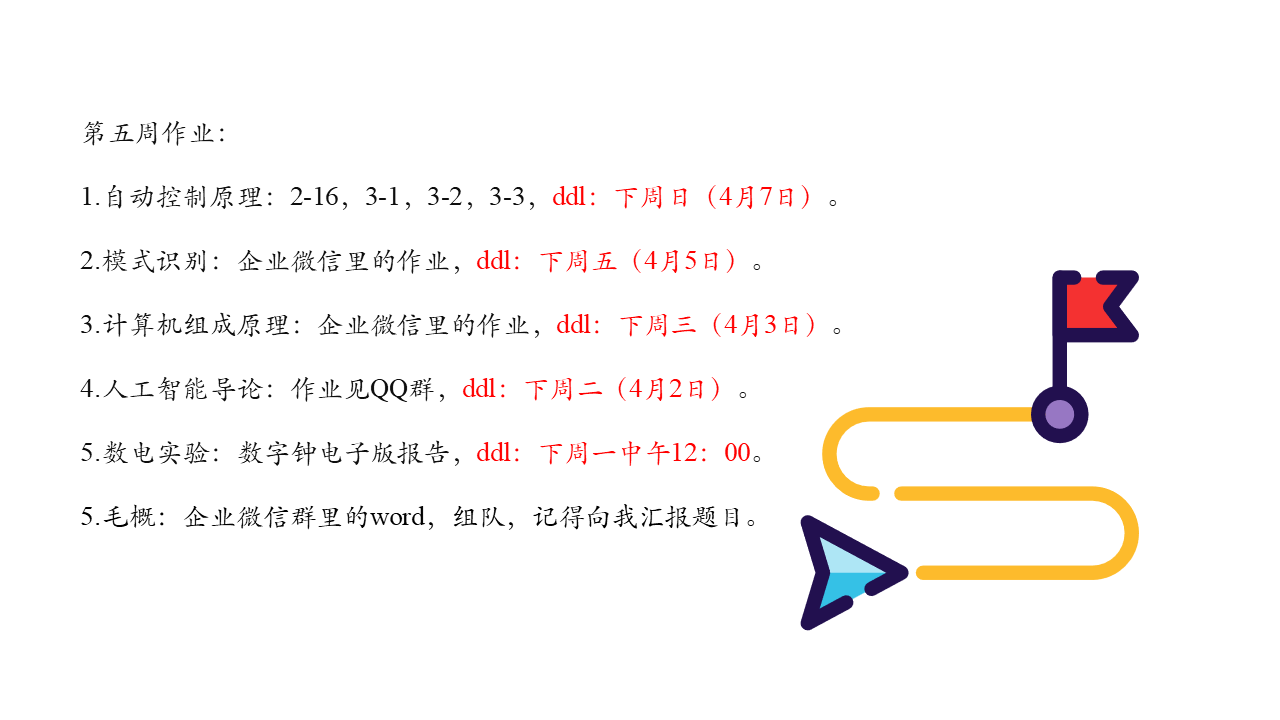 第五周作业：
1.自动控制原理：2-16，3-1，3-2，3-3，ddl：下周日（4月7日）。
2.模式识别：企业微信里的作业，ddl：下周五（4月5日）。
3.计算机组成原理：企业微信里的作业，ddl：下周三（4月3日）。
4.人工智能导论：作业见QQ群，ddl：下周二（4月2日）。
5.数电实验：数字钟电子版报告，ddl：下周一中午12：00。
5.毛概：企业微信群里的word，组队，记得向我汇报题目。